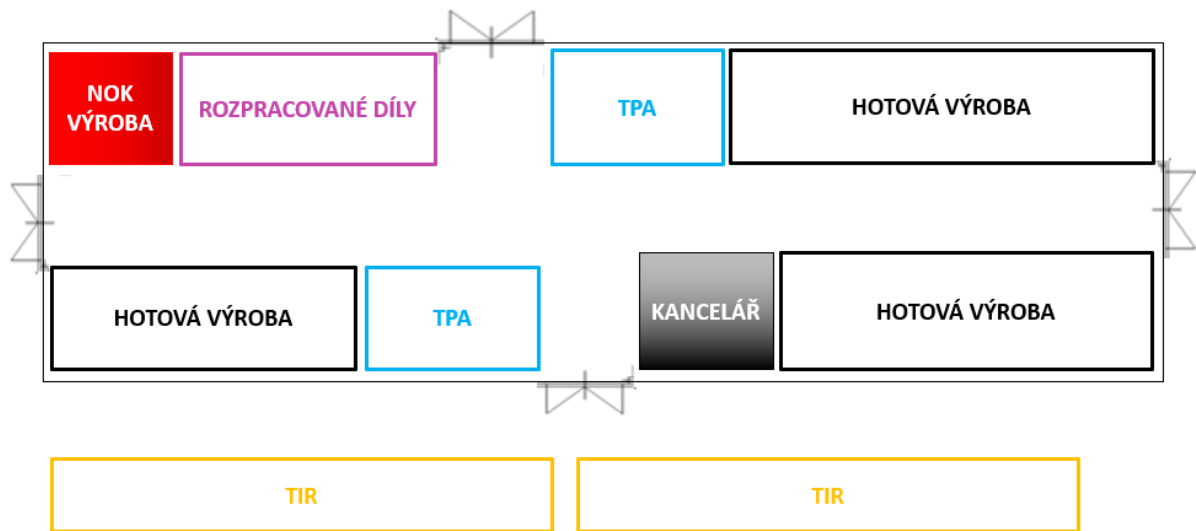 NOK
VÝROBA
ROZPRACOVANÉ DÍLY
TPA
HOTOVÁ VÝROBA
HOTOVÁ VÝROBA
TPA
KANCELÁŘ
HOTOVÁ VÝROBA
TIR
TIR